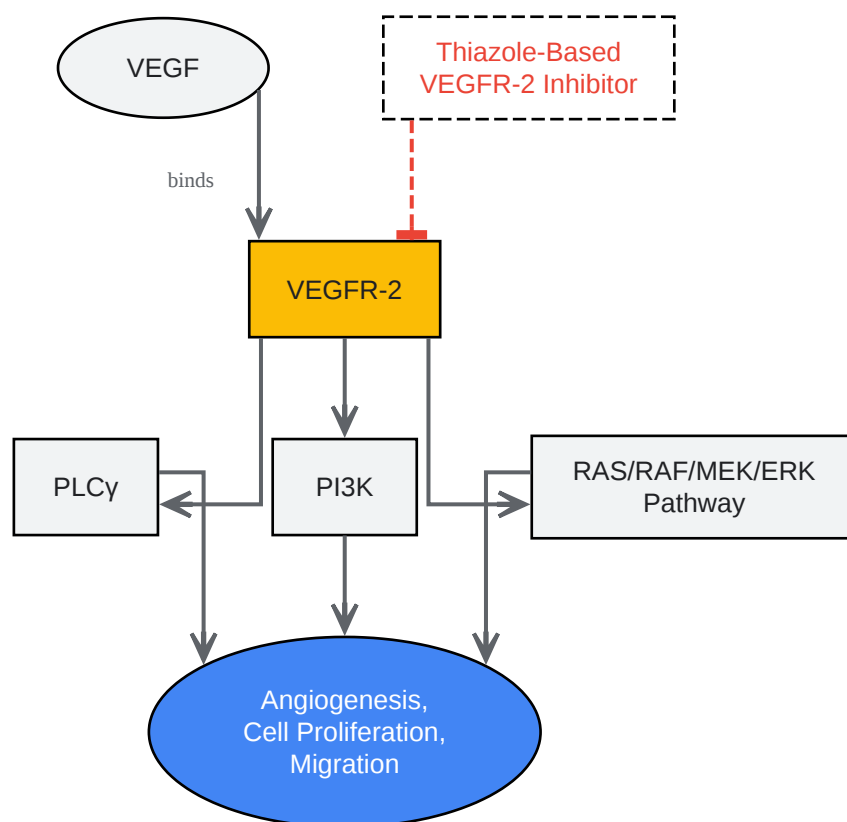 VEGF
Thiazole-Based
VEGFR-2 Inhibitor
binds
VEGFR-2
PLCγ
PI3K
RAS/RAF/MEK/ERK
Pathway
Angiogenesis,
Cell Proliferation,
Migration